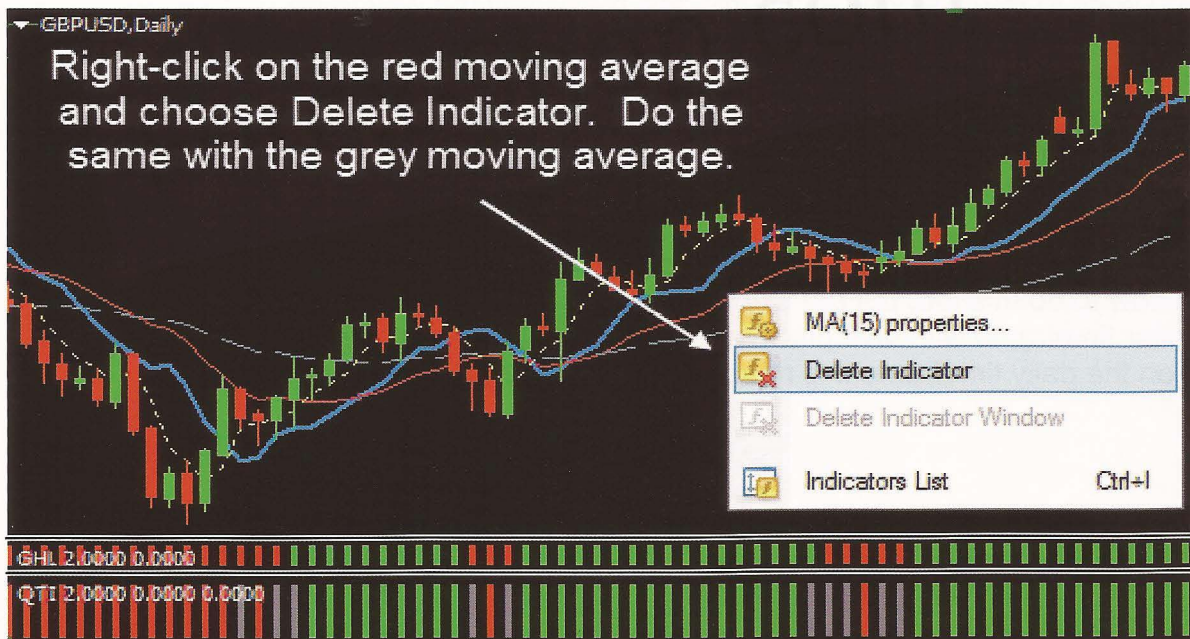 GBPUSD,Daily
Right-click on the red moving average
and choose Delete Indicator. Do the
same with the grey moving average.
MA(15) properties...
Delete Indicator
Delete Indicator Window
Indicators List Ctrl+I
GHL 2.0000 0.0000
QTI 2.0000 0.0000 0.0000